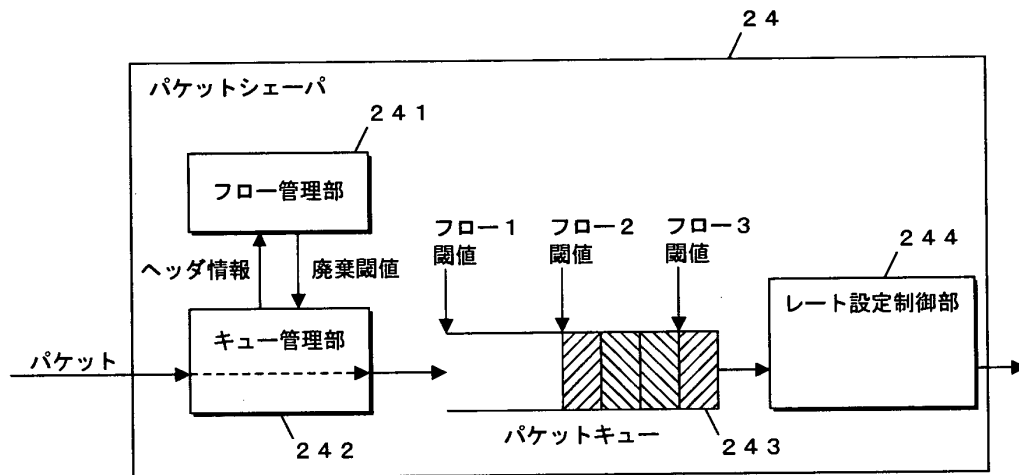 ２４
パケットシェーパ
２４１
フロー管理部
フロー１
閾値
フロー２
閾値
フロー３
閾値
２４４
ヘッダ情報
廃棄閾値
レート設定制御部
キュー管理部
パケット
２４２
パケットキュー
２４３